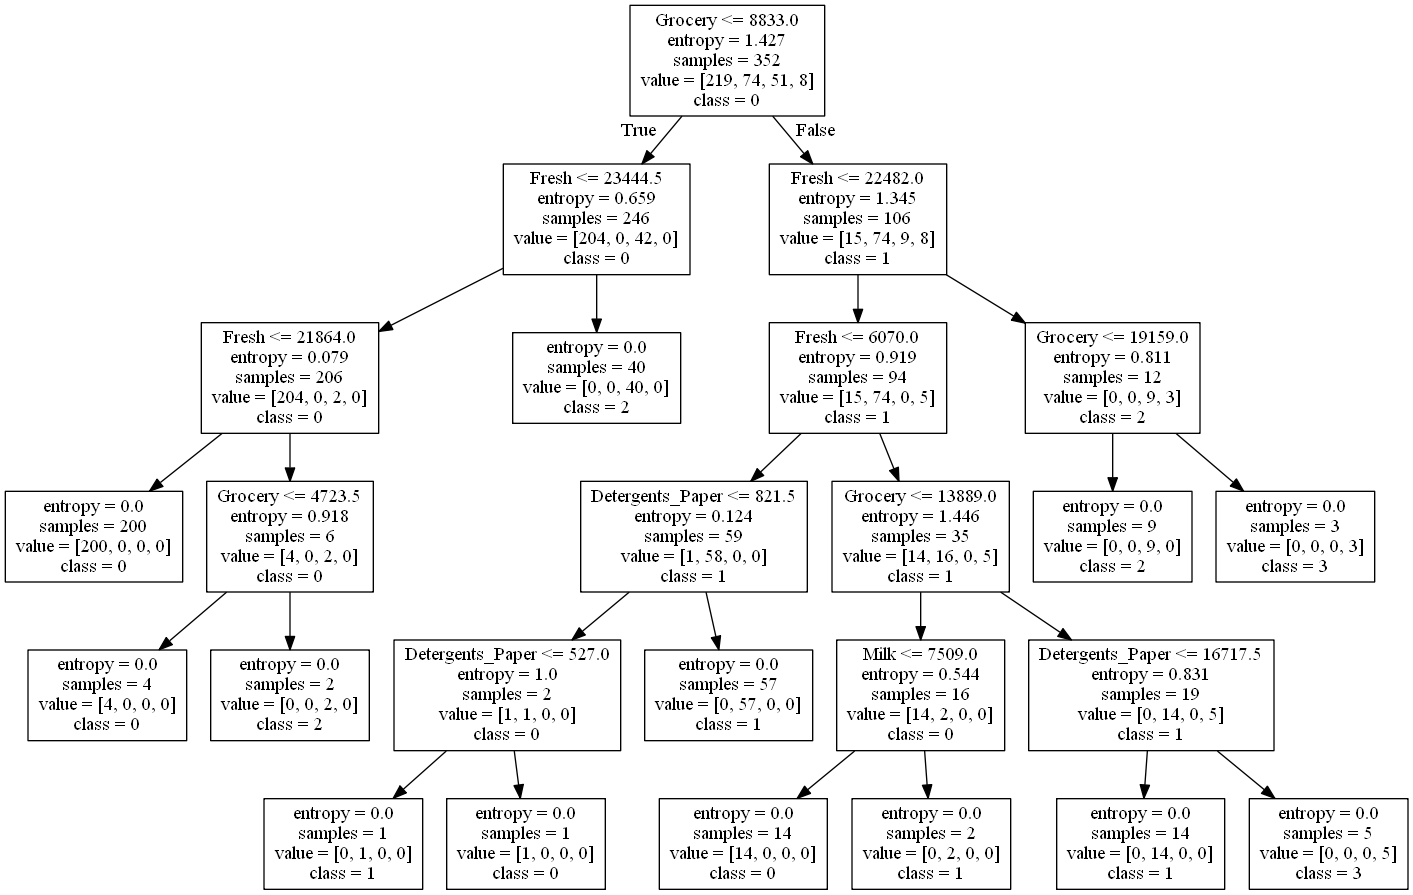 Grocery <= 8833.0
entropy = 1.427
samples = 352
value = [219, 74, 51, 8]
class = 0
True
False
Fresh <= 23444.5
entropy = 0.659
samples = 246
value = [204, 0, 42, 0]
class = 0
Fresh <= 22482.0
entropy = 1.345
samples = 106
value = [15, 74, 9, 8]
class = 1
Fresh <= 21864.0
entropy = 0.079
samples = 206
value = [204, 0, 2, 0]
class = 0
entropy = 0.0
samples = 40
value = [0, 0, 40, 0]
class = 2
Fresh <= 6070.0
entropy = 0.919
samples = 94
value = [15, 74, 0, 5]
class = 1
Grocery <= 19159.0
entropy = 0.811
samples = 12
value = [0, 0, 9, 3]
class = 2
entropy = 0.0
samples = 200
value = [200, 0, 0, 0]
class = 0
Grocery <= 4723.5
entropy = 0.918
samples = 6
value = [4, 0, 2, 0]
class = 0
Detergents_Paper <= 821.5
entropy = 0.124
samples = 59
value = [1, 58, 0, 0]
class = 1
Grocery <= 13889.0
entropy = 1.446
samples = 35
value = [14, 16, 0, 5]
class = 1
entropy = 0.0
samples = 9
value = [0, 0, 9, 0]
class = 2
entropy = 0.0
samples = 3
value = [0, 0, 0, 3]
class = 3
entropy = 0.0
samples = 4
value = [4, 0, 0, 0]
class = 0
entropy = 0.0
samples = 2
value = [0, 0, 2, 0]
class = 2
Detergents_Paper <= 527.0
entropy = 1.0
samples = 2
value = [1, 1, 0, 0]
class = 0
entropy = 0.0
samples = 57
value = [0, 57, 0, 0]
class = 1
Milk <= 7509.0
entropy = 0.544
samples = 16
value = [14, 2, 0, 0]
class = 0
Detergents_Paper <= 16717.5
entropy = 0.831
samples = 19
value = [0, 14, 0, 5]
class = 1
entropy = 0.0
samples = 1
value = [0, 1, 0, 0]
class = 1
entropy = 0.0
samples = 1
value = [1, 0, 0, 0]
class = 0
entropy = 0.0
samples = 14
value = [14, 0, 0, 0]
class = 0
entropy = 0.0
samples = 2
value = [0, 2, 0, 0]
class = 1
entropy = 0.0
samples = 14
value = [0, 14, 0, 0]
class = 1
entropy = 0.0
samples = 5
value = [0, 0, 0, 5]
class = 3